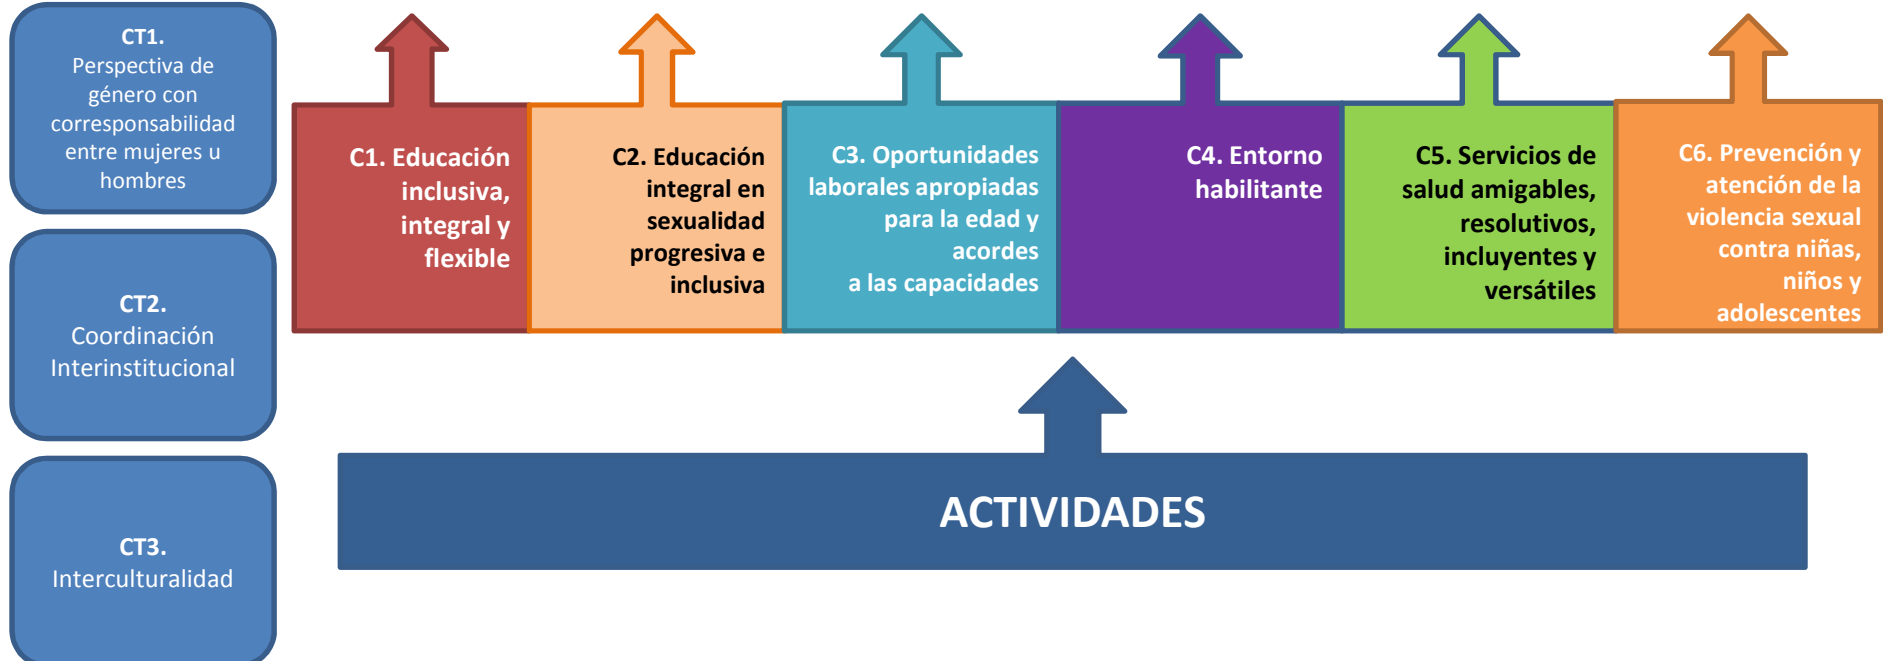 CT1.
Perspectiva de
género con
corresponsabilidad
entre mujeres u
hombres
CT2.
Coordinación
Interinstitucional
CT3.
Interculturalidad
C1. Educación
inclusiva,
integral y
flexible
C2. Educación
integral en
sexualidad
progresiva e
inclusiva
C3. Oportunidades
laborales apropiadas
para la edad y
acordes
a las capacidades
C4. Entorno
habilitante
C5. Servicios de
salud amigables,
resolutivos,
incluyentes y
versátiles
C6. Prevención y
atención de la
violencia sexual
contra niñas,
niños y
adolescentes
ACTIVIDADES